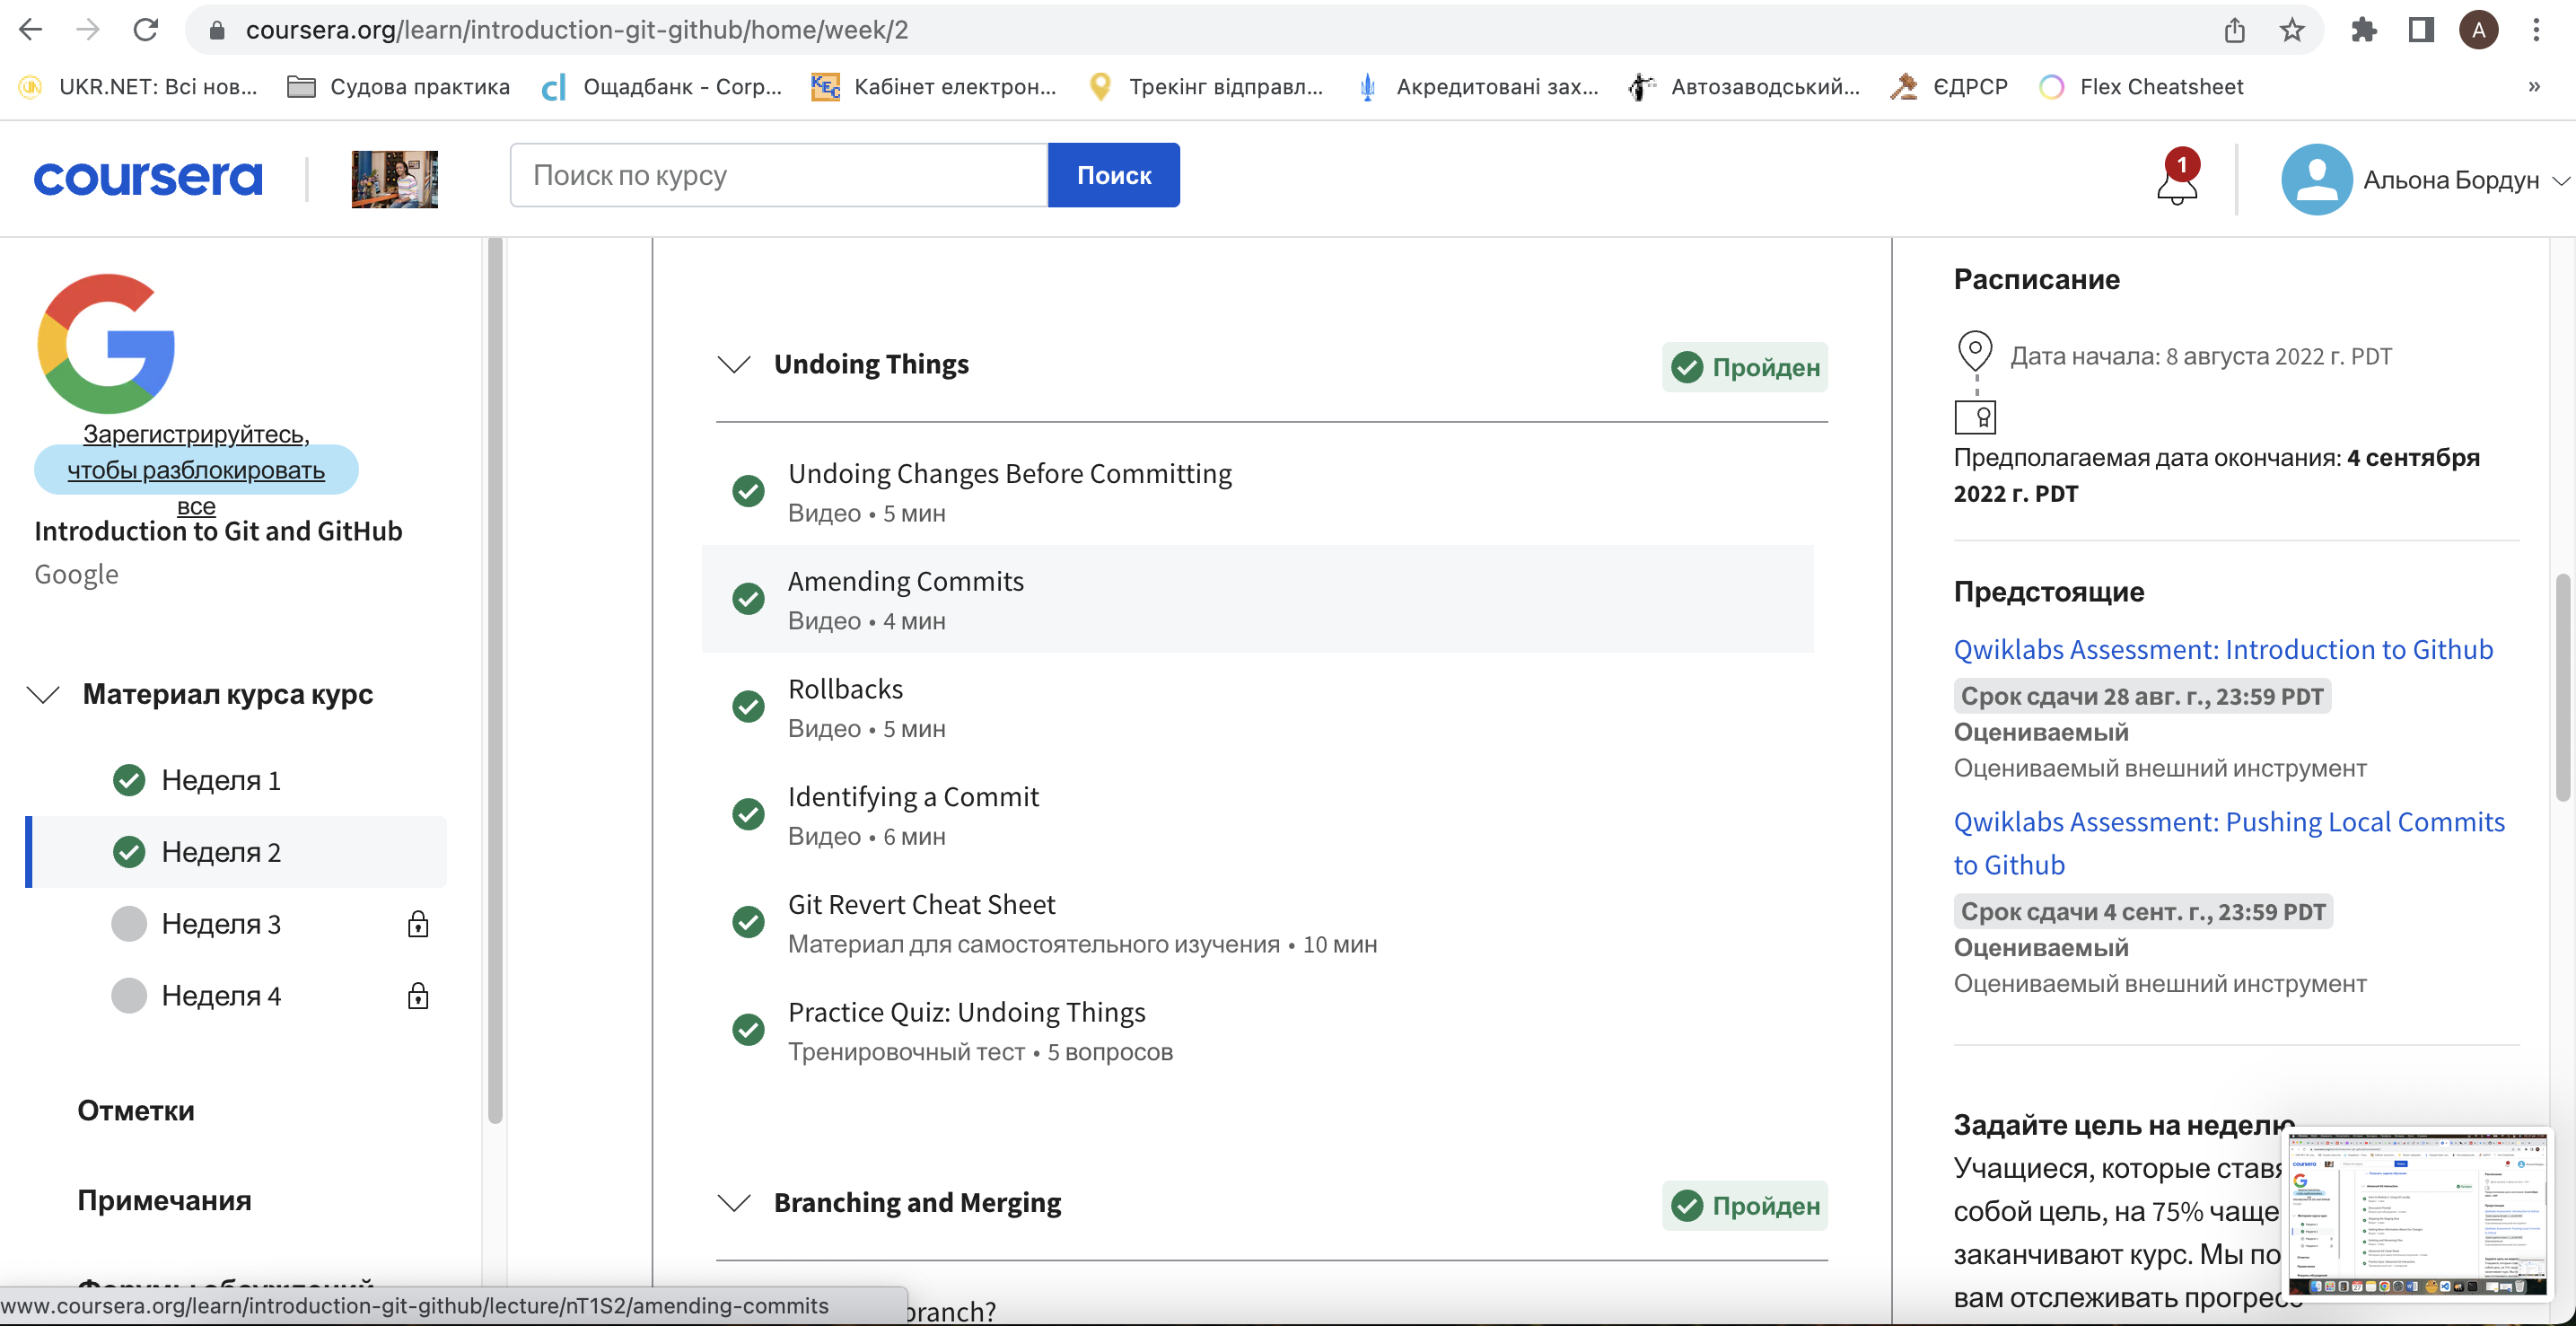 coursera.org/learn/introduction-git-github/home/week/2
A
UKR.NET: Всі нов...
Судова практика
Ощадбанк - Corp...
Кабінет електрон...
Трекінг відправл...
Акредитовані зах...
Автозаводський...
ЄДРСР
Flex Cheatsheet
»
coursera
Поиск по курсу
Поиск
1
Альона Бордун
Зарегистрируйтесь,
чтобы разблокировать
все
Introduction to Git and GitHub
Google
Материал курса курс
Неделя 1
Неделя 2
Неделя 3
Неделя 4
Отметки
Примечания
www.coursera.org/learn/introduction-git-github/lecture/nT1S2/amending-commits
Undoing Things
Пройден
Undoing Changes Before Committing
Видео • 5 мин
Amending Commits
Видео • 4 мин
Rollbacks
Видео • 5 мин
Identifying a Commit
Видео • 6 мин
Git Revert Cheat Sheet
Материал для самостоятельного изучения • 10 мин
Practice Quiz: Undoing Things
Тренировочный тест • 5 вопросов
Branching and Merging
Пройден
branch?
Расписание
Дата начала: 8 августа 2022 г. PDT
Предполагаемая дата окончания: 4 сентября
2022 г. PDT
Предстоящие
Qwiklabs Assessment: Introduction to Github
Срок сдачи 28 авг. г., 23:59 PDT
Оцениваемый
Оцениваемый внешний инструмент
Qwiklabs Assessment: Pushing Local Commits
to Github
Срок сдачи 4 сент. г., 23:59 PDT
Оцениваемый
Оцениваемый внешний инструмент
Задайте цель на неделю
Учащиеся, которые ставя
собой цель, на 75% чаще
заканчивают курс. Мы по
вам отслеживать прогресс